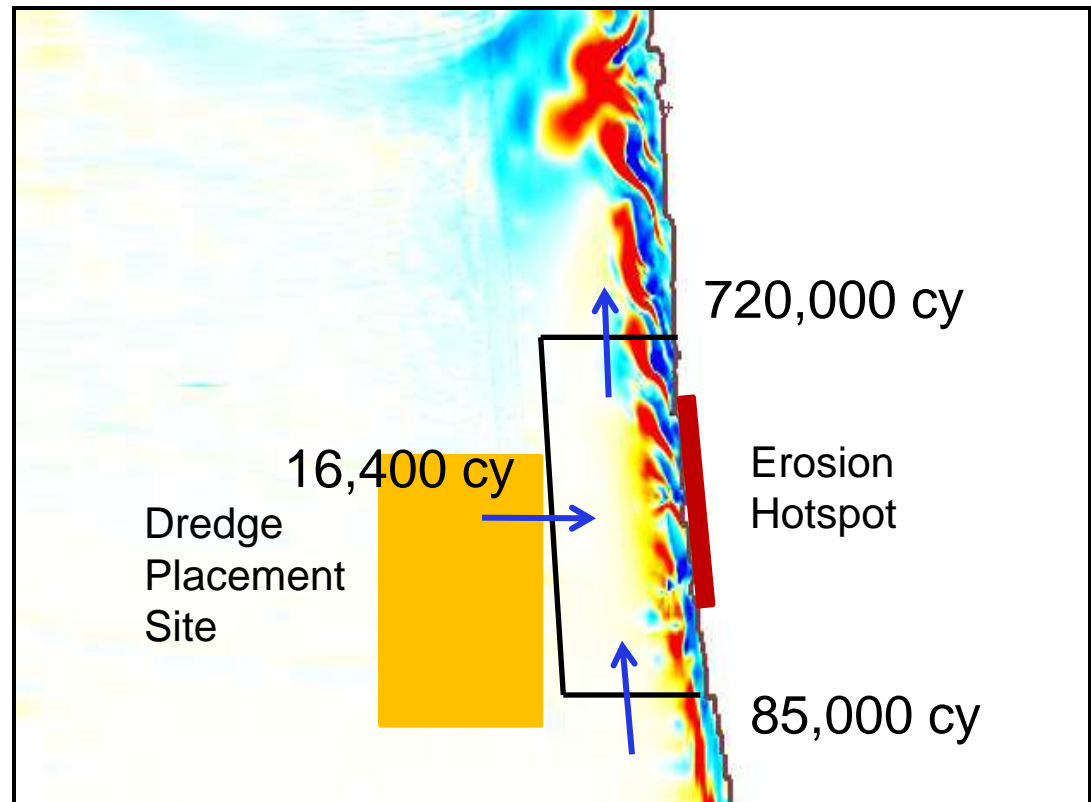 720,000 cy
16,400 cy
Erosion
Hotspot
Dredge
Placement
Site
85,000 cy